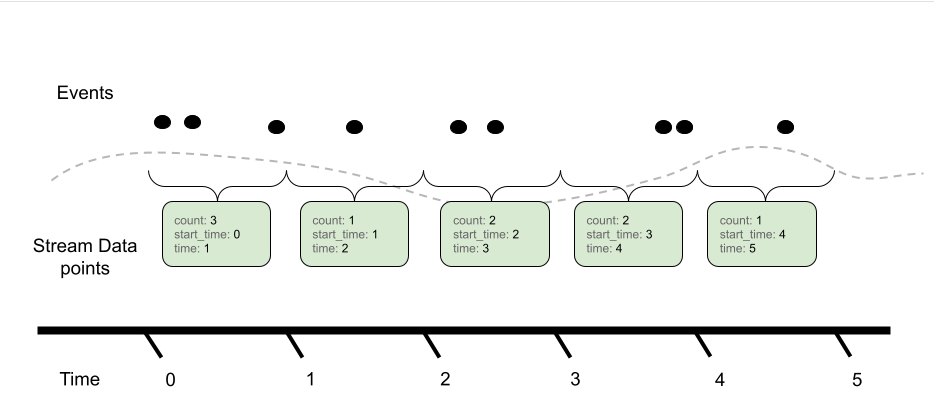 Events
Stream Data
points
count: 3
start_time: 0
time: 1
count: 1
start_time: 1
time: 2
count: 2
start_time: 2
time: 3
count: 2
start_time: 3
time: 4
count: 1
start_time: 4
time: 5
Time 0 1 2 3 4 5